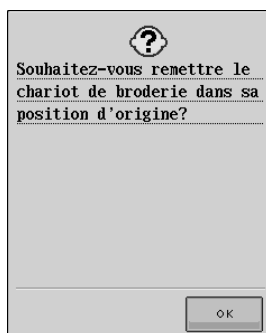 Souhaitez-vous remettre le
chariot de broderie dans sa
position d'origine?
OK